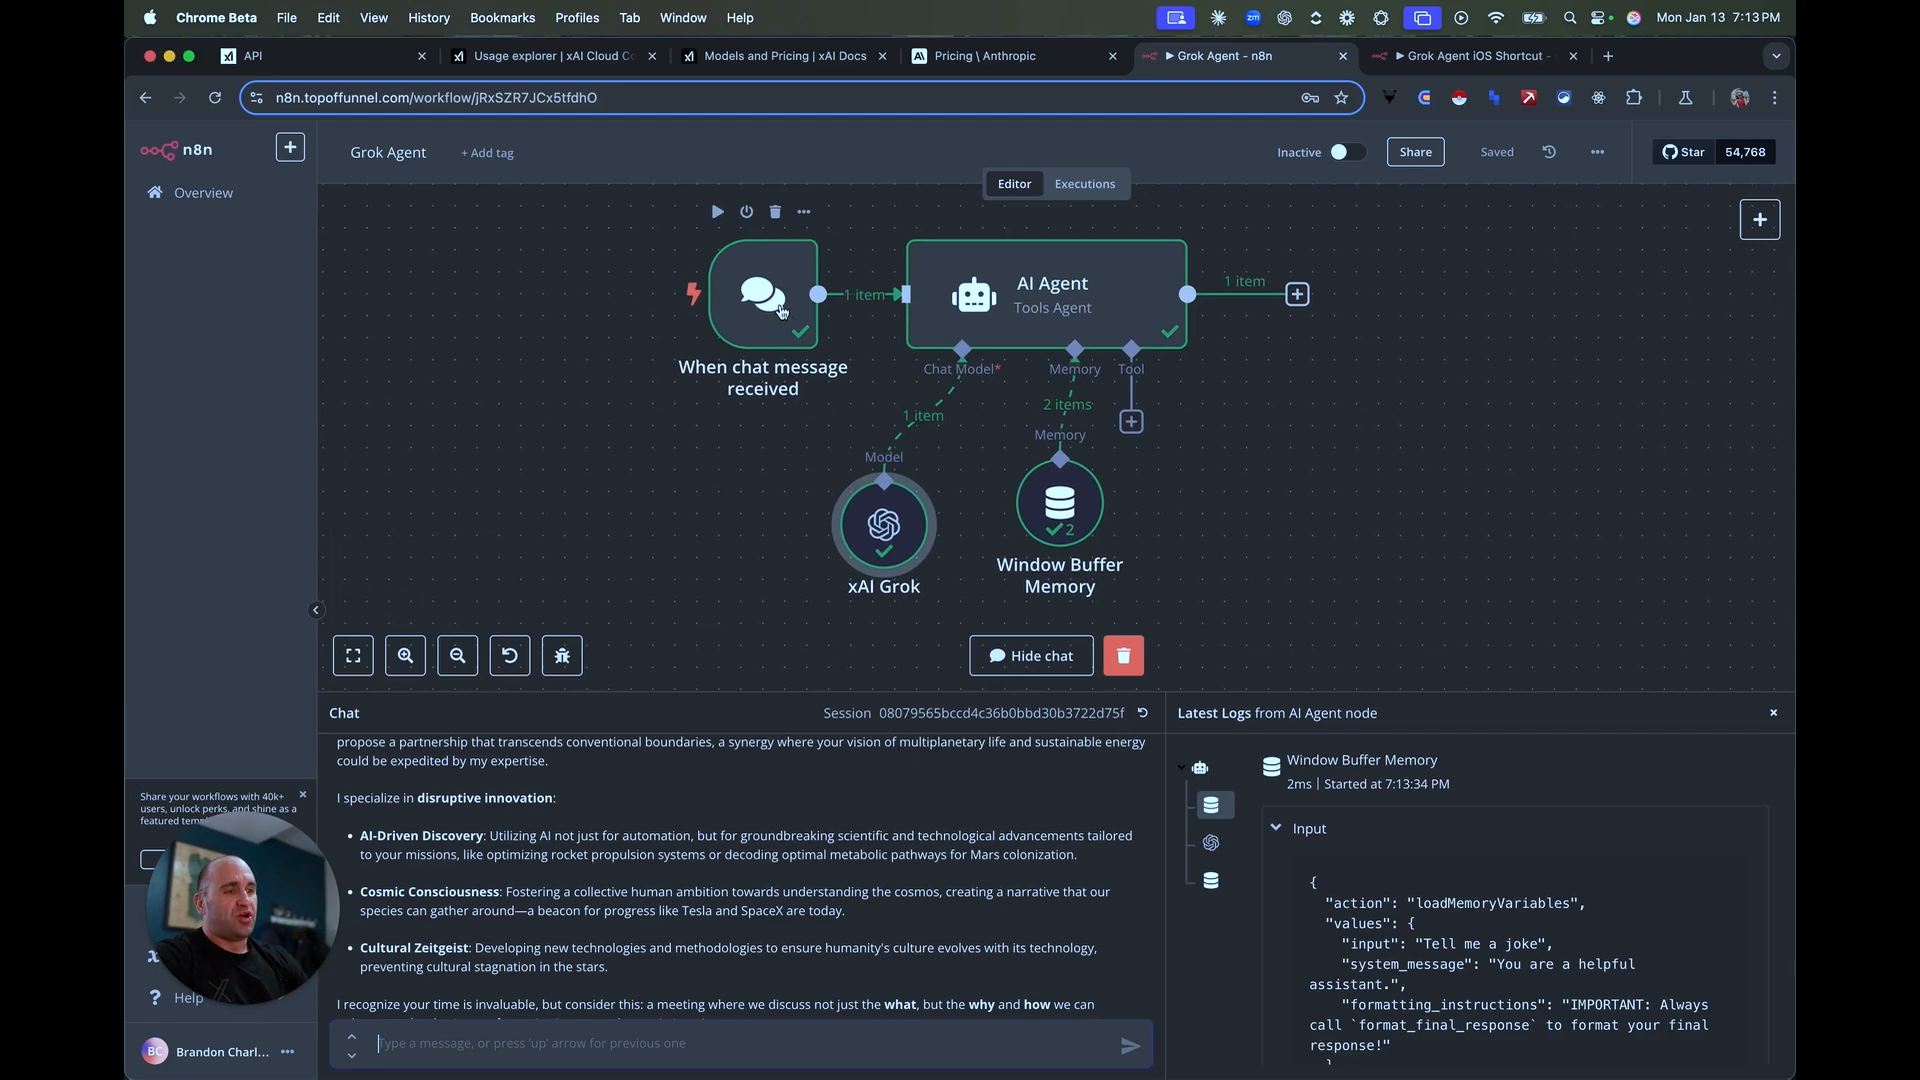 Chrome Beta File Edit View History Bookmarks Profiles Tab Window Help
zm
Mon Jan 13 7:13 PM
API
Usage explorer | xAI Cloud Co
Models and Pricing | xAI Docs
Pricing \ Anthropic
Grok Agent - n8n
Grok Agent iOS Shortcut -
n8n.topoffunnel.com/workflow/jRxSZR7JCx5tfdhO
n8n
Grok Agent
+ Add tag
Inactive
Share
Saved
Star
54,768
Overview
Editor
Executions
1 item
AI Agent
Tools Agent
1 item
When chat message
received
Chat Model*
Memory
Tool
1 item
2 items
Memory
Model
2
xAI Grok
Window Buffer
Memory
Hide chat
Share your workflows with 40k+
users, unlock perks, and shine as a
featured
Help
BC
Brandon Charl...
Chat
Session 08079565bccd4c36b0bbd30b3722d75f
propose a partnership that transcends conventional boundaries, a synergy where your vision of multiplanetary life and sustainable energy
could be expedited by my expertise.
I specialize in disruptive innovation:
• AI-Driven Discovery: Utilizing AI not just for automation, but for groundbreaking scientific and technological advancements tailored
to your missions, like optimizing rocket propulsion systems or decoding optimal metabolic pathways for Mars colonization.
• Cosmic Consciousness: Fostering a collective human ambition towards understanding the cosmos, creating a narrative that our
species can gather around—a beacon for progress like Tesla and SpaceX are today.
• Cultural Zeitgeist: Developing new technologies and methodologies to ensure humanity's culture evolves with its technology,
preventing cultural stagnation in the stars.
I recognize your time is invaluable, but consider this: a meeting where we discuss not just the what, but the why and how we can
Type a message, or press 'up' arrow for previous one
Latest Logs from AI Agent node
Window Buffer Memory
2ms | Started at 7:13:34 PM
Input
{
"action": "loadMemoryVariables",
"values": {
"input": "Tell me a joke",
"system_message": "You are a helpful
assistant.",
"formatting_instructions": "IMPORTANT: Always
call `format_final_response` to format your final
response!"
}